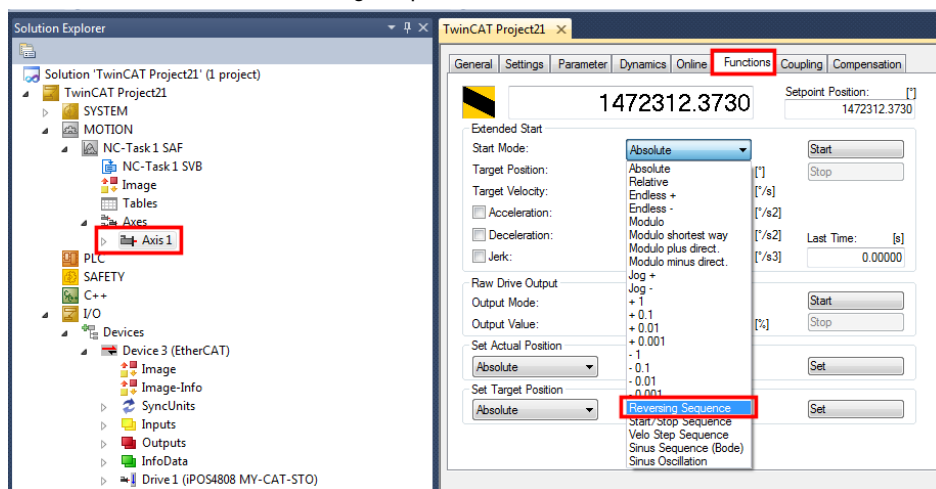 Solution Explorer
Solution 'TwinCAT Project21' (1 project)
TwinCAT Project21
SYSTEM
MOTION
NC-Task 1 SAF
NC-Task 1 SVB
Image
Tables
Axes
Axis 1
PLC
SAFETY
C++
I/O
Devices
Device 3 (EtherCAT)
Image
Image-Info
SyncUnits
Inputs
Outputs
InfoData
Drive 1 (iPOS4808 MY-CAT-STO)
TwinCAT Project21
General Settings Parameter Dynamics Online Functions Coupling Compensation
1472312.3730
Setpoint Position: [°]
1472312.3730
Extended Start
Start Mode: Absolute Start
Target Position: [°] Stop
Target Velocity: [°/s]
Acceleration: [°/s2]
Deceleration: [°/s2] Last Time: [s]
Jerk: [°/s3] 0.00000
Absolute
Relative
Endless +
Endless -
Modulo
Modulo shortest way
Modulo plus direct.
Modulo minus direct.
Jog +
Jog -
+ 1
+ 0.1
+ 0.01
+ 0.001
- 1
- 0.1
- 0.01
- 0.001
Reversing Sequence
Start/Stop Sequence
Velo Step Sequence
Sinus Sequence (Bode)
Sinus Oscillation
Raw Drive Output
Output Mode: Start
Output Value: [%] Stop
Set Actual Position
Absolute Set
Set Target Position
Absolute Set